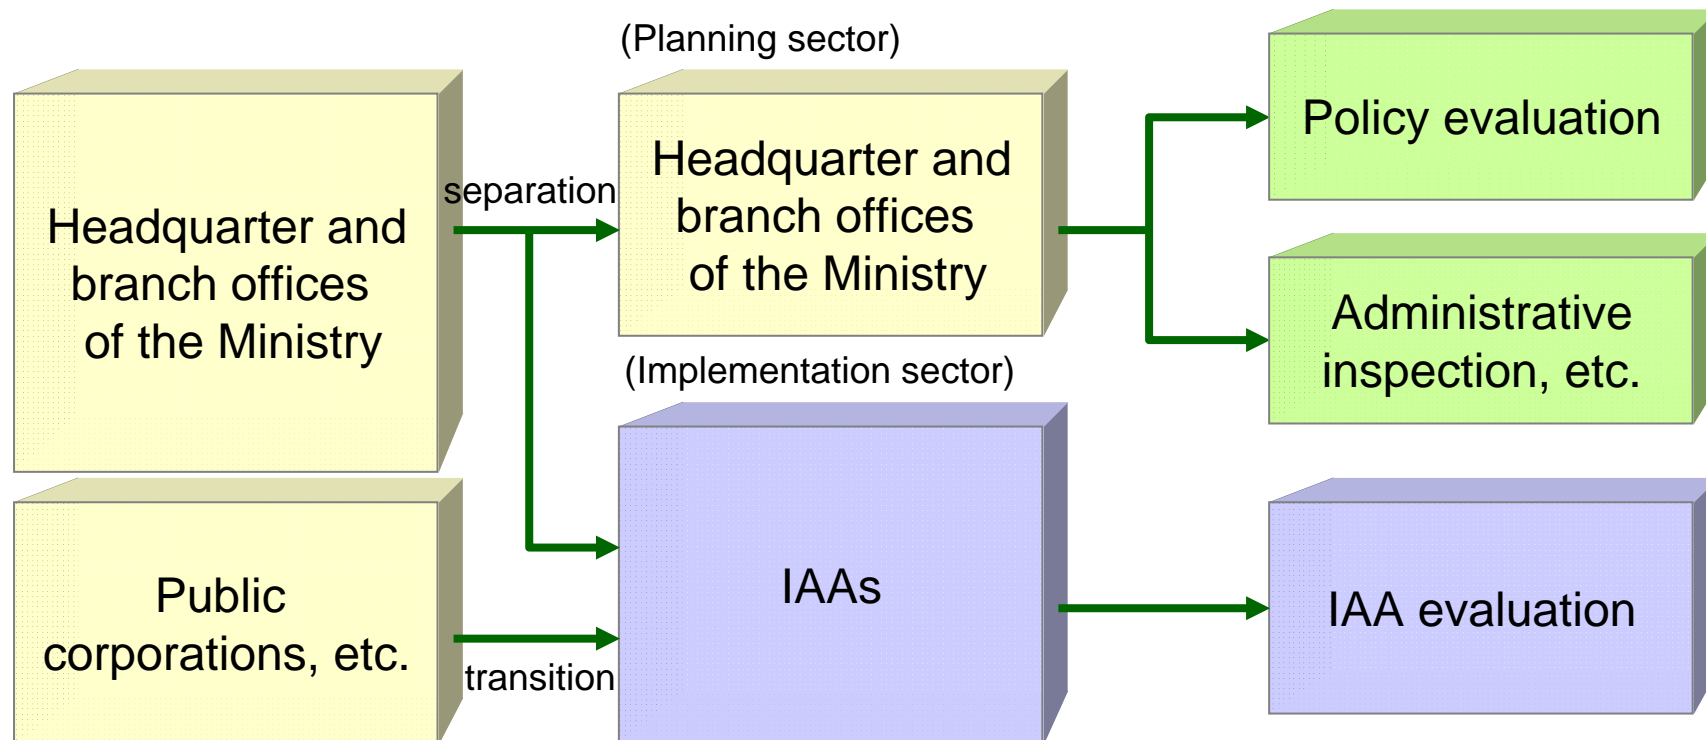 (Planning sector)
Headquarter and
branch offices
of the Ministry
separation
Headquarter and
branch offices
of the Ministry
Policy evaluation
Administrative
inspection, etc.
(Implementation sector)
Public
corporations, etc.
transition
IAAs
IAA evaluation